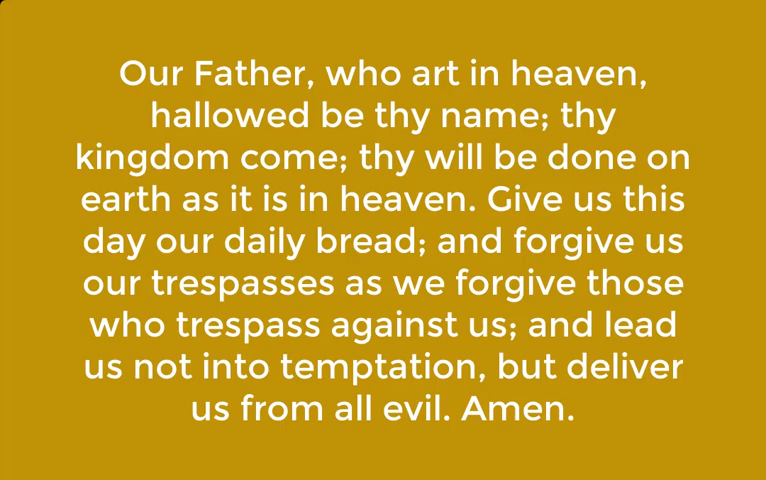 Our Father, who art in heaven,
hallowed be thy name; thy
kingdom come; thy will be done on
earth as it is in heaven. Give us this
day our daily bread; and forgive us
our trespasses as we forgive those
who trespass against us; and lead
us not into temptation, but deliver
us from all evil. Amen.